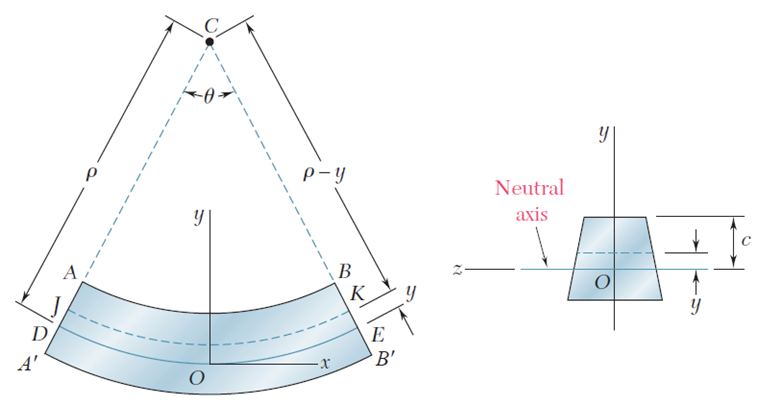 C
θ
ρ
ρ – y
y
A
B
J
K
y
D
E
A′
B′
O
x
y
Neutral
axis
c
z
O
y